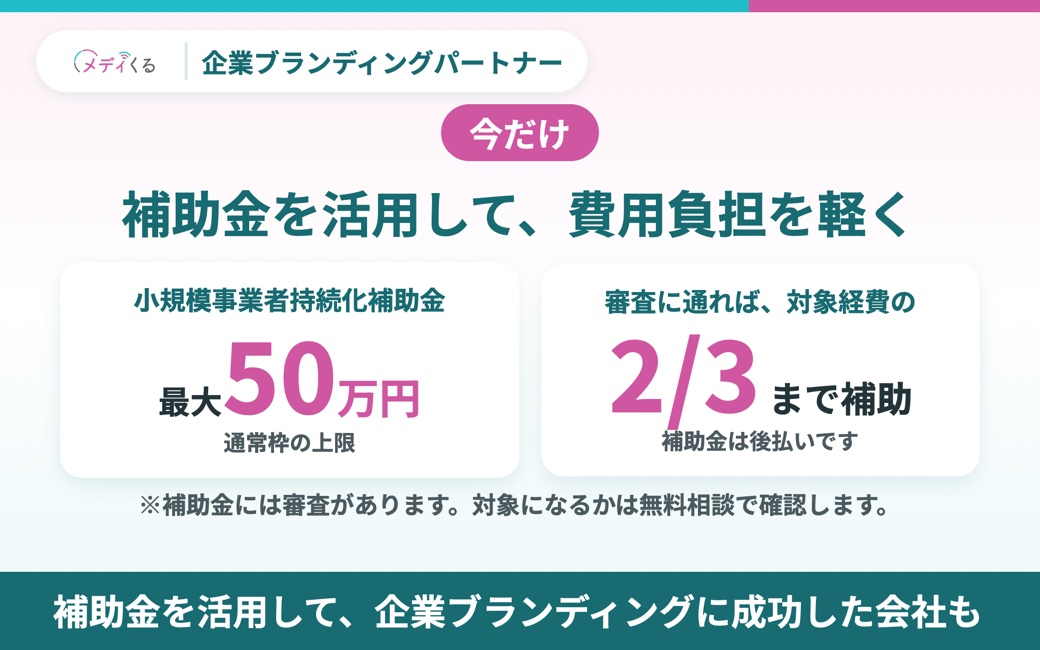 メディくる
企業ブランディングパートナー
今だけ
補助金を活用して、費用負担を軽く
小規模事業者持続化補助金
最大50万円
通常枠の上限
審査に通れば、対象経費の
2/3まで補助
補助金は後払いです
※補助金には審査があります。対象になるかは無料相談で確認します。
補助金を活用して、企業ブランディングに成功した会社も